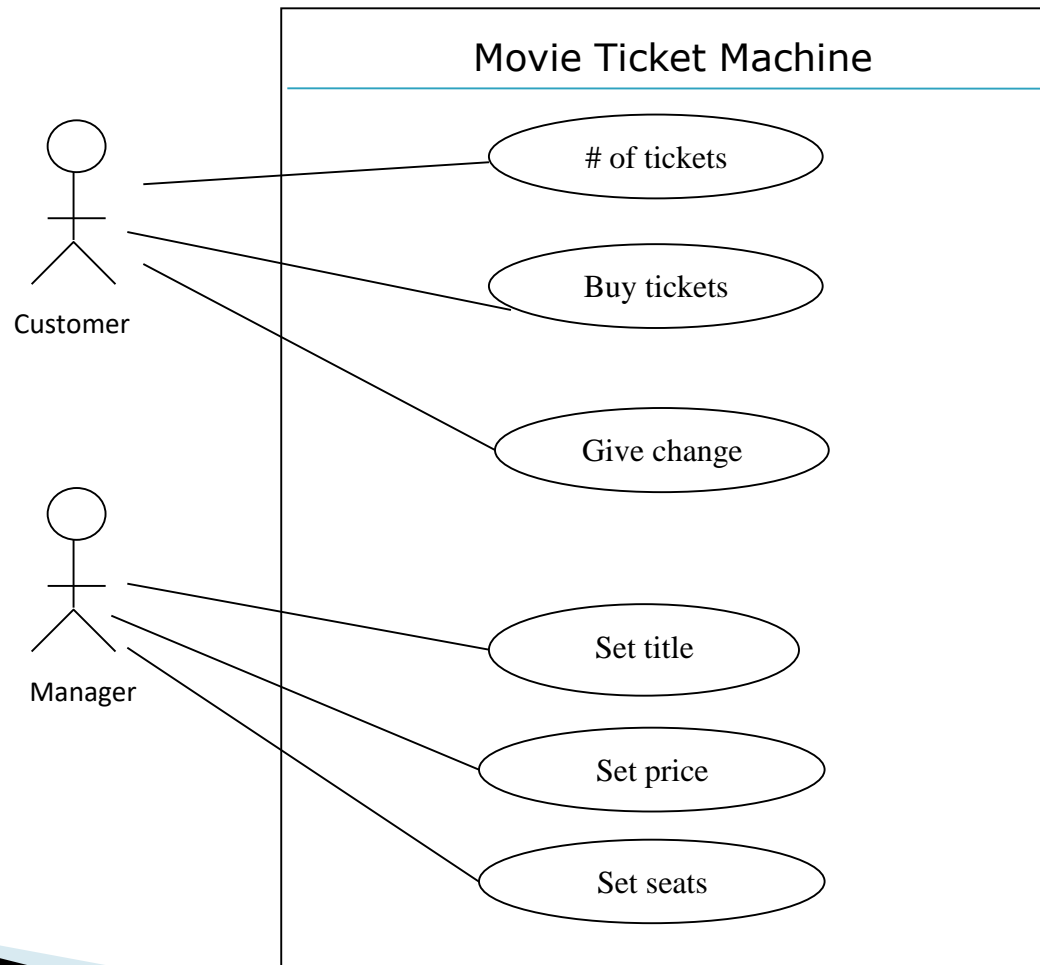 Movie Ticket Machine
# of tickets
Buy tickets
Customer
Give change
Set title
Manager
Set price
Set seats